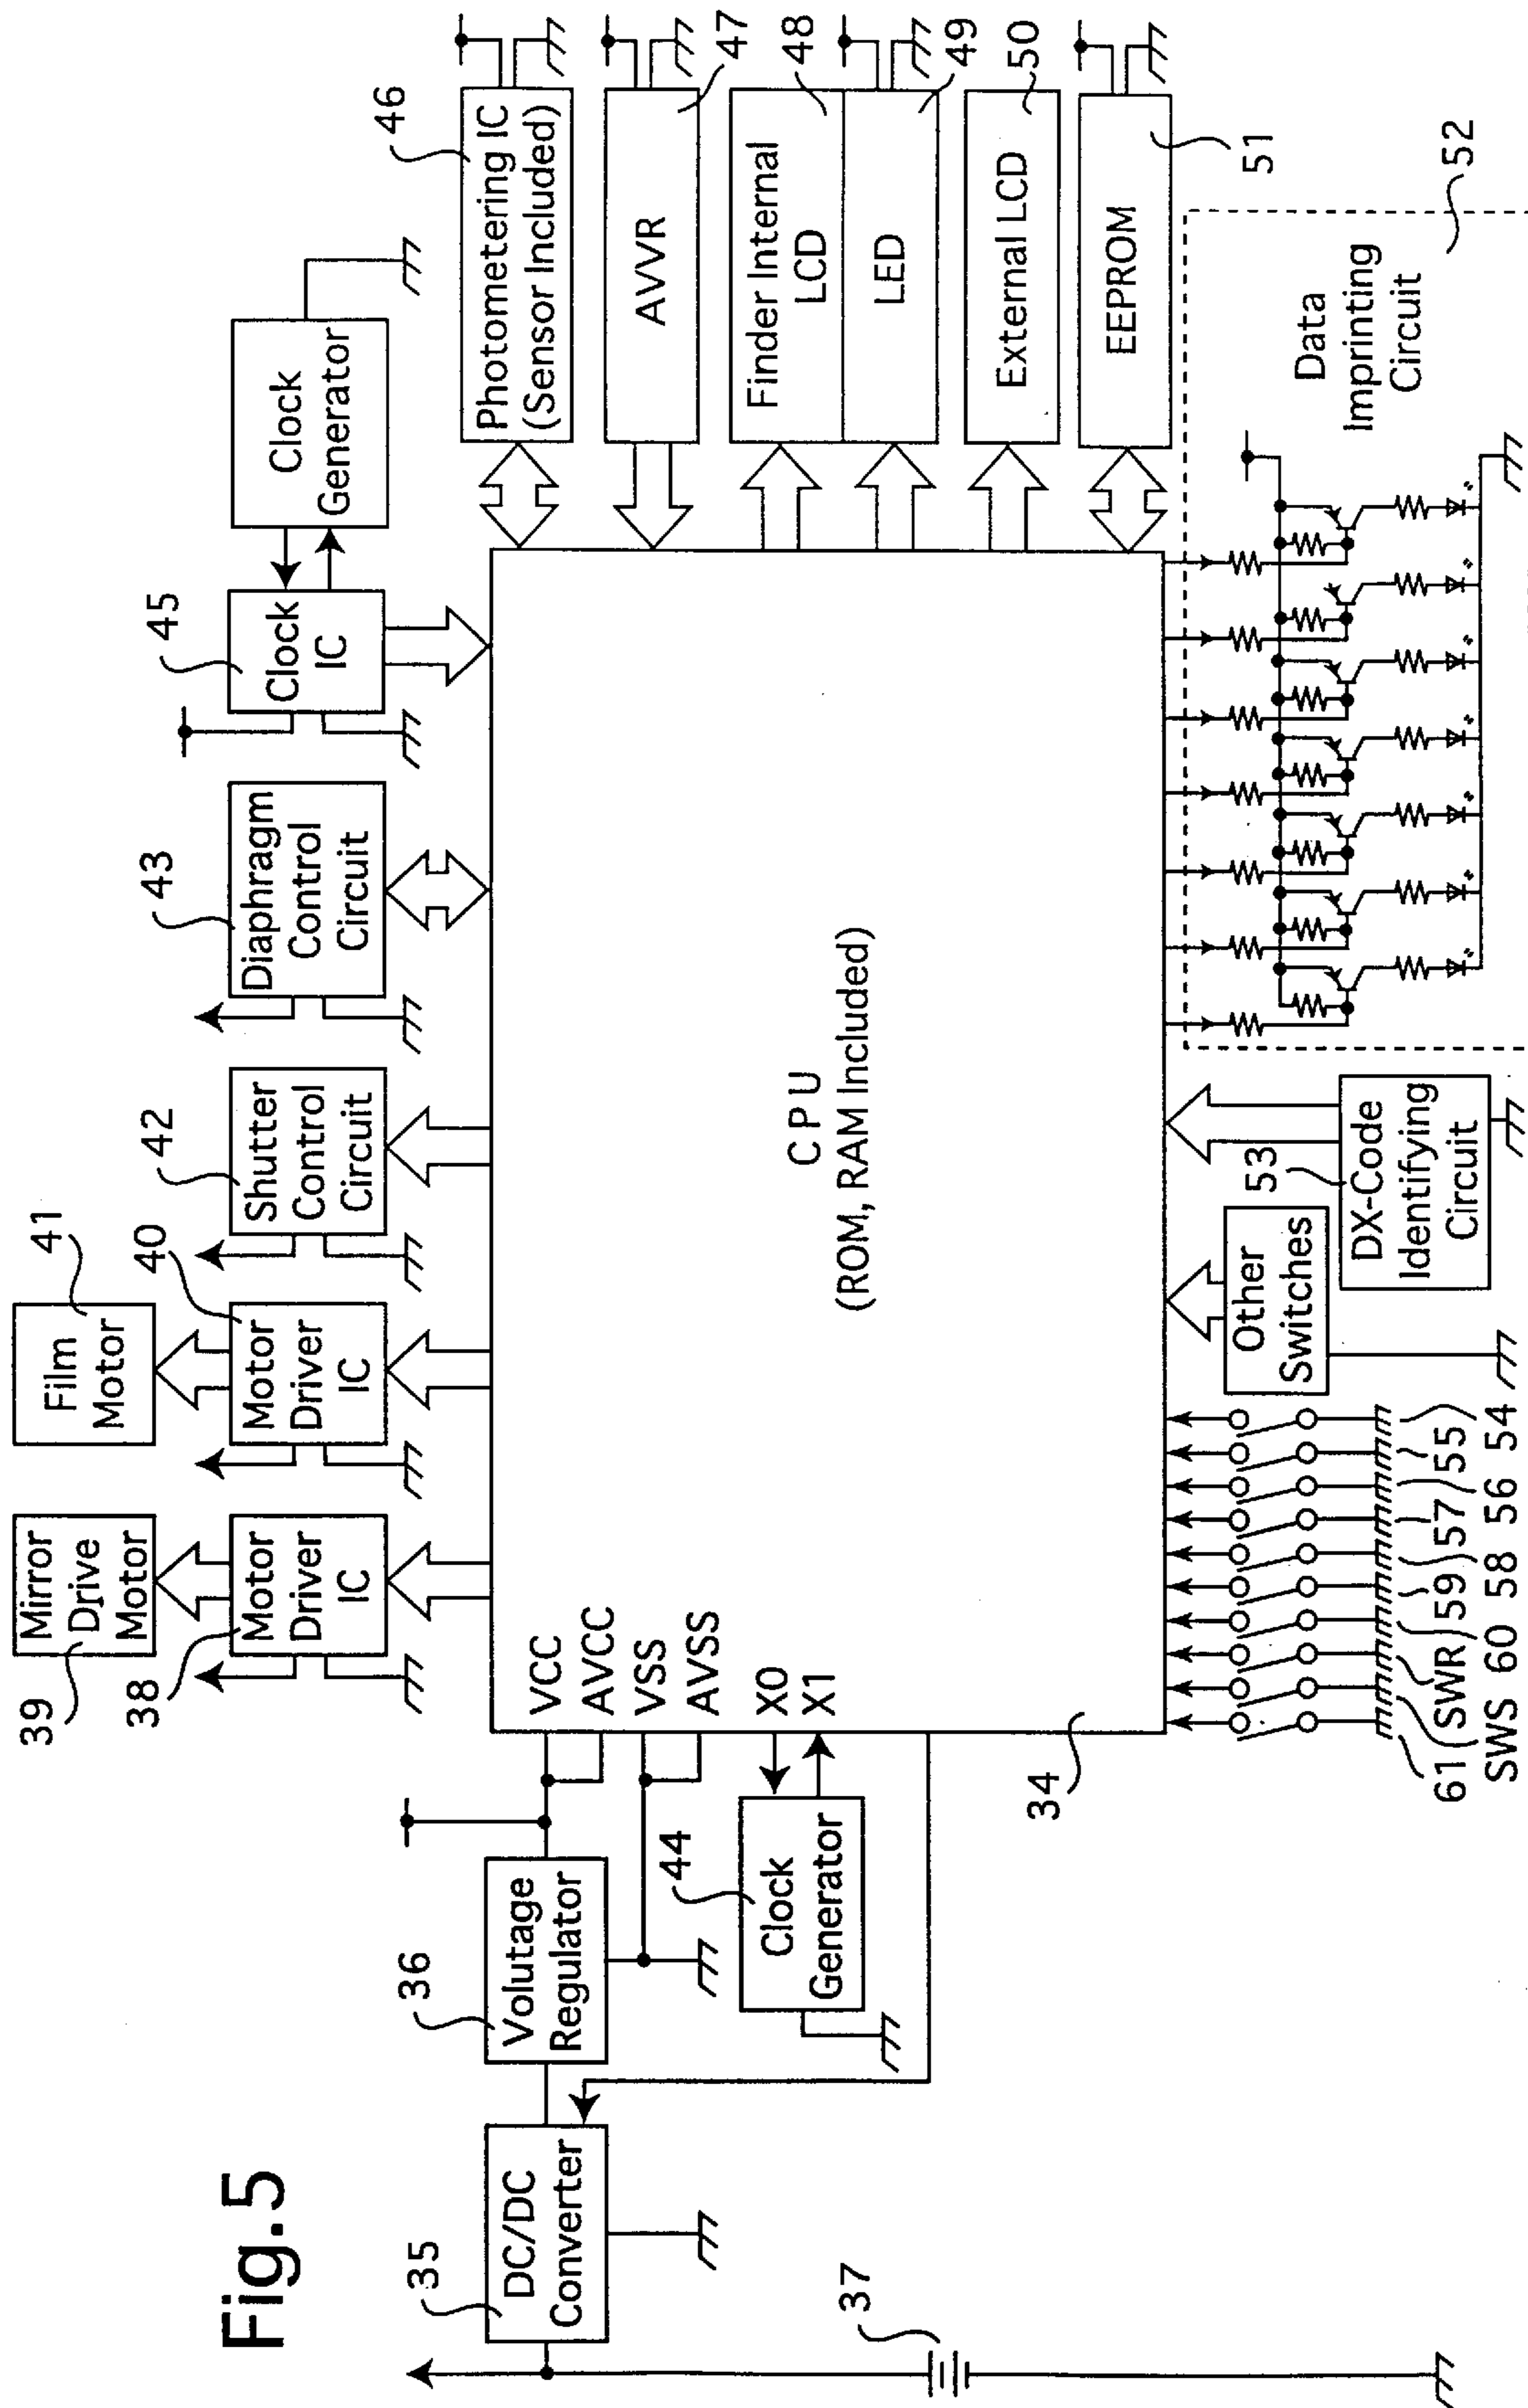 Fig.5
39
Mirror
Drive
Motor
41
Film
Motor
38
Motor
Driver
IC
40
Motor
Driver
IC
42
Shutter
Control
Circuit
43
Diaphragm
Control
Circuit
45
Clock
IC
Clock
Generator
46
Photometering IC
(Sensor Included)
AVVR
47
Finder Internal
LCD
48
LED
49
External LCD
50
EEPROM
51
35
DC/DC
Converter
36
Volutage
Regulator
37
44
Clock
Generator
VCC
AVCC
VSS
AVSS
X0
X1
CPU
(ROM, RAM Included)
34
Data
Imprinting
Circuit
52
Other
Switches
53
DX-Code
Identifying
Circuit
61
SWS
SWR
60
59
58
57
56
55
54